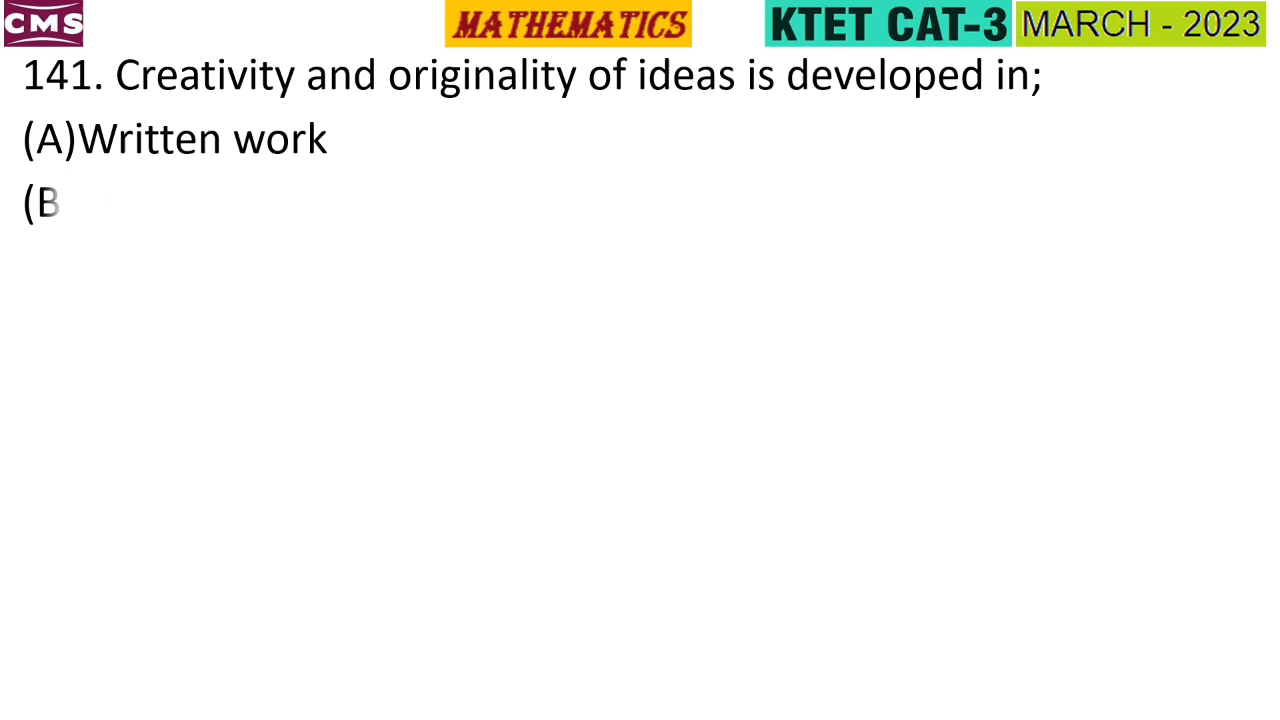 CMS
MATHEMATICS
KTET CAT-3
MARCH - 2023
141. Creativity and originality of ideas is developed in;
(A)Written work
(B